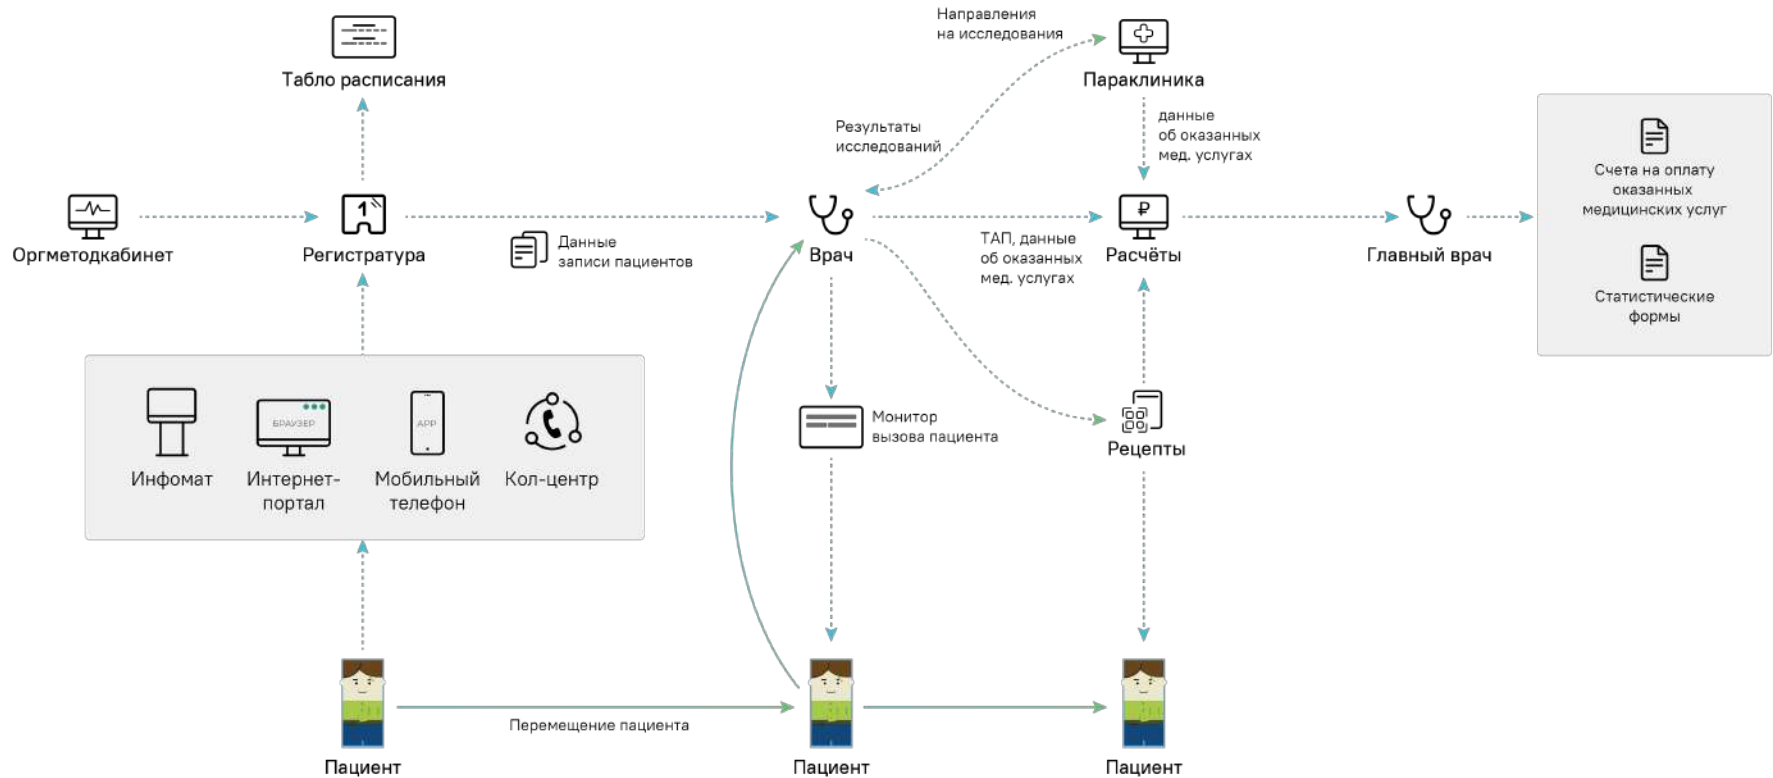 Направления
на исследования
Табло расписания
Параклиника
Результаты
исследований
данные
об оказанных
мед. услугах
Счета на оплату
оказанных
медицинских услуг
1
₽
Оргметодкабинет
Регистратура
Данные
записи пациентов
Врач
ТАП, данные
об оказанных
мед. услугах
Расчёты
Главный врач
Статистические
формы
БРАУЗЕР
APP
Инфомат
Интернет-
портал
Мобильный
телефон
Кол-центр
Монитор
вызова пациента
Рецепты
Перемещение пациента
Пациент
Пациент
Пациент